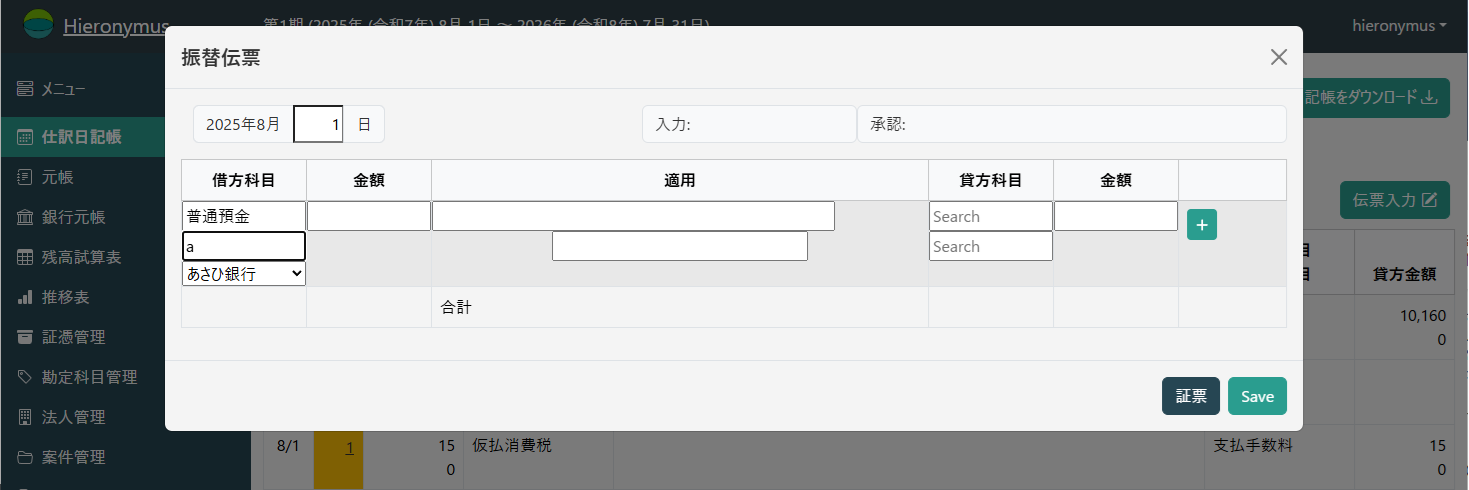 Hieronymus
第1期 (2025年 (令和7年) 8月 1日 ～ 2026年 (令和8年) 7月 31日)
hieronymus
メニュー
仕訳日記帳
元帳
銀行元帳
残高試算表
推移表
証憑管理
勘定科目管理
法人管理
案件管理
記帳をダウンロード
伝票入力
振替伝票
2025年8月 1 日
入力:
承認:
借方科目 金額 適用 貸方科目 金額
普通預金 Search +
a Search
あさひ銀行
合計
証票 Save
目
目 貸方金額
10,160
0
8/1 1 15 仮払消費税 支払手数料 15
0 0